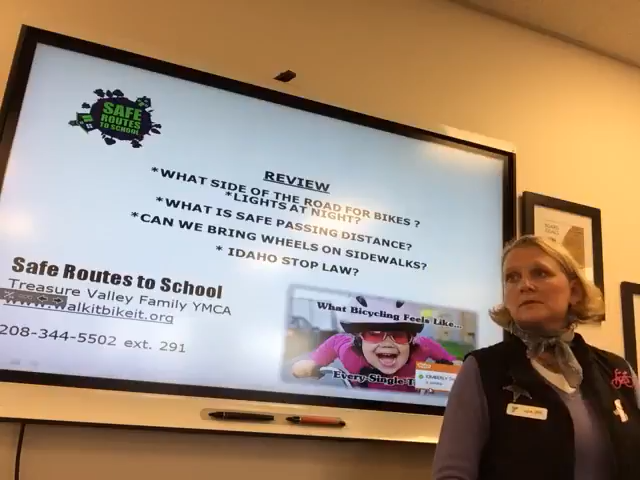 SAFE
ROUTES
TO SCHOOL
REVIEW
*WHAT SIDE OF THE ROAD FOR BIKES ?
*LIGHTS AT NIGHT?
*WHAT IS SAFE PASSING DISTANCE?
*CAN WE BRING WHEELS ON SIDEWALKS?
* IDAHO STOP LAW?
Safe Routes to School
Treasure Valley Family YMCA
www.walkitbikeit.org
208-344-5502 ext. 291
What Bicycling Feels Like...
Every-Single-